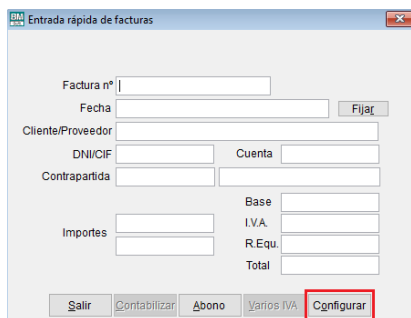 BM Entrada rápida de facturas
Factura nº
Fecha Fijar
Cliente/Proveedor
DNI/CIF Cuenta
Contrapartida
Base
Importes I.V.A.
R.Equ.
Total
Salir Contabilizar Abono Varios IVA Configurar